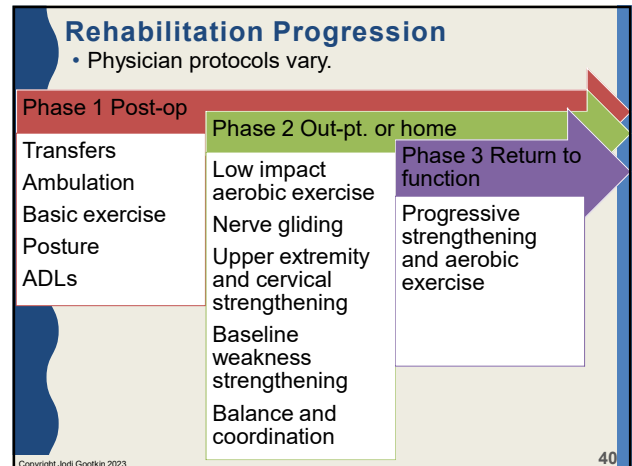 Rehabilitation Progression
• Physician protocols vary.
Phase 1 Post-op
Transfers
Ambulation
Basic exercise
Posture
ADLs
Phase 2 Out-pt. or home
Low impact
aerobic exercise
Nerve gliding
Upper extremity
and cervical
strengthening
Baseline
weakness
strengthening
Balance and
coordination
Phase 3 Return to
function
Progressive
strengthening
and aerobic
exercise
Copyright Jodi Gootkin 2023
40